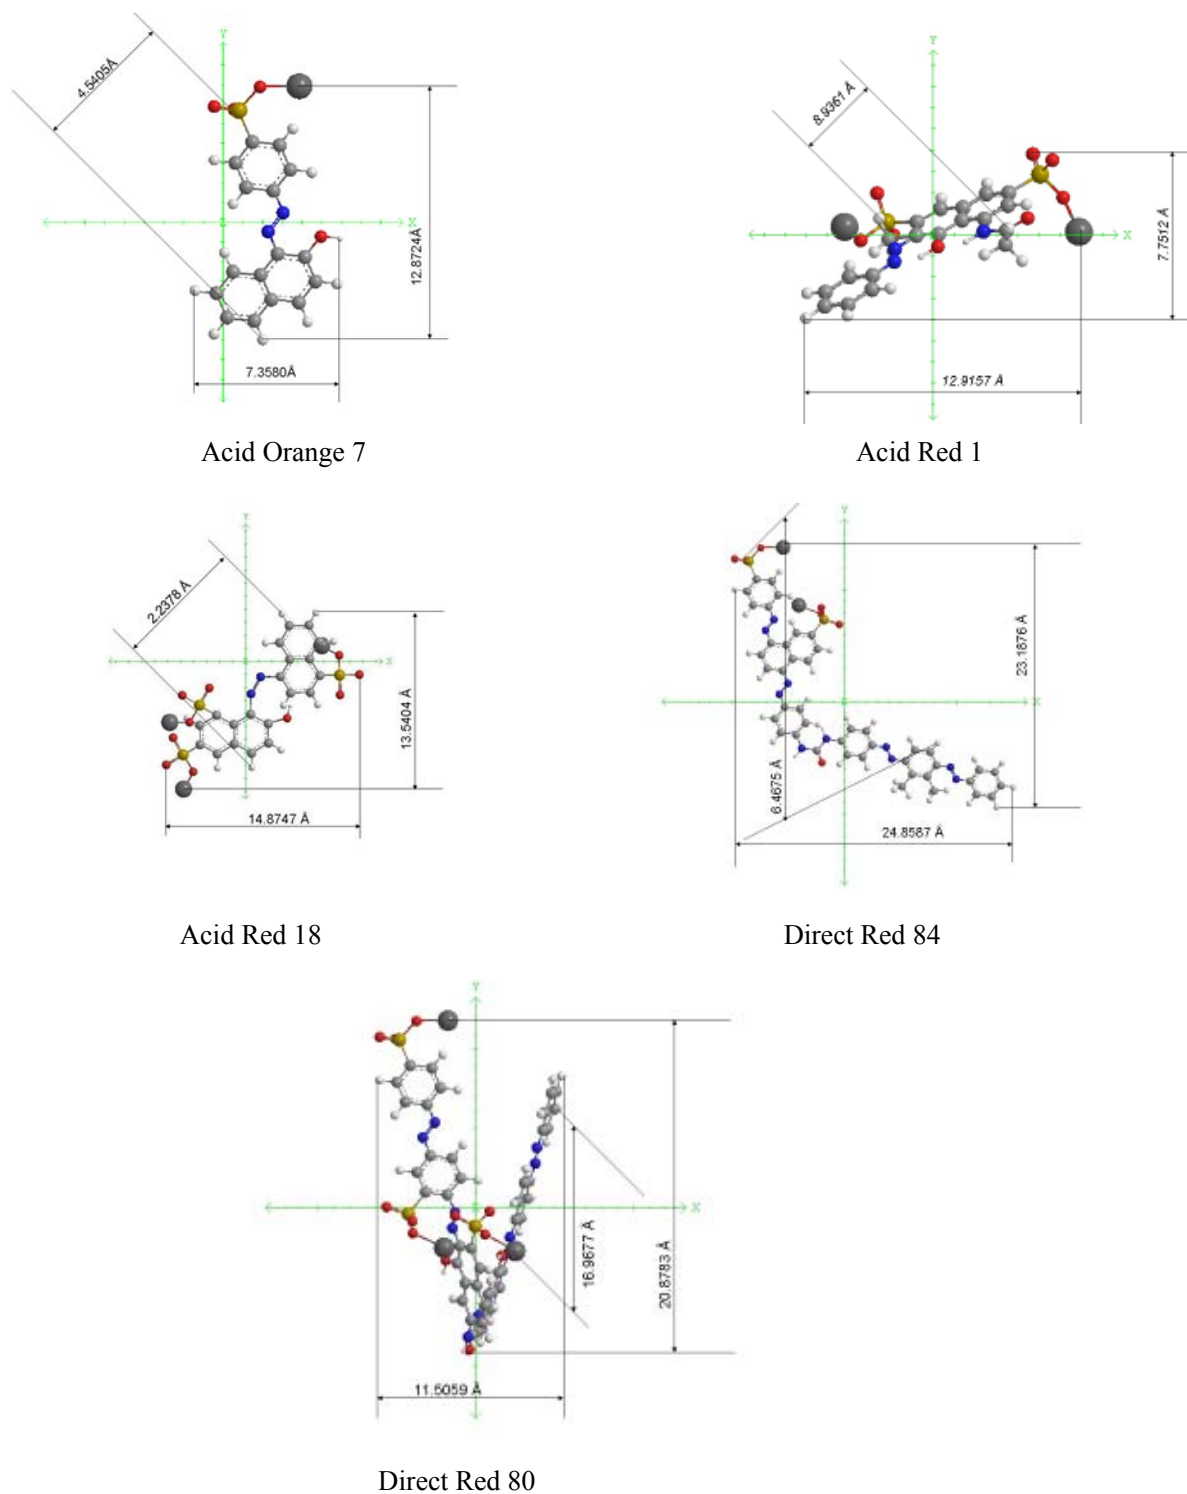 Y
4.5405Å
X
12.8724Å
7.3580Å
Acid Orange 7
Y
8.9361 Å
X
7.7512 Å
12.9157 Å
Acid Red 1
Y
2.2378 Å
X
13.5404 Å
14.8747 Å
Acid Red 18
Y
23.1876 Å
X
6.4675 Å
24.8587 Å
Direct Red 84
Y
X
16.9677 Å
20.8783 Å
11.5059 Å
Direct Red 80